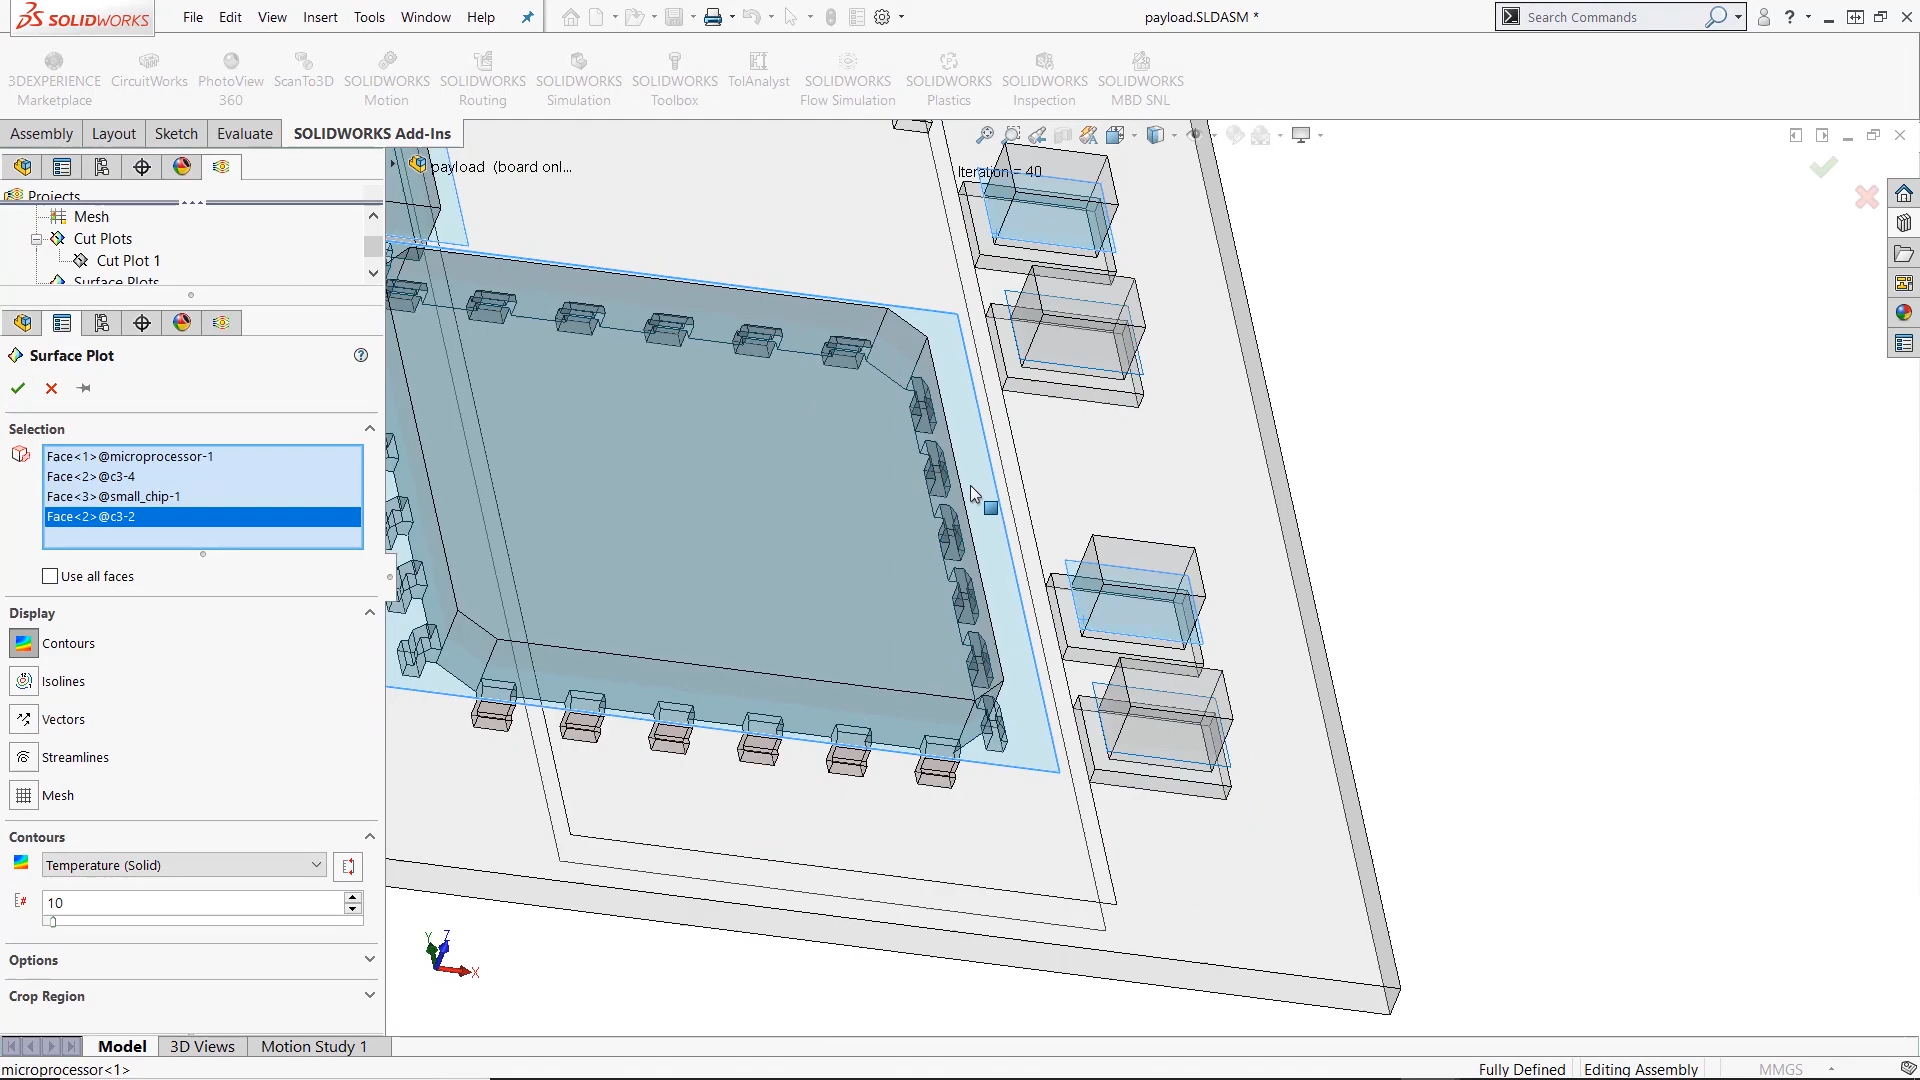 SOLIDWORKS
File Edit View Insert Tools Window Help
payload.SLDASM *
Search Commands
3DEXPERIENCE Marketplace
CircuitWorks
PhotoView 360
ScanTo3D
SOLIDWORKS Motion
SOLIDWORKS Routing
SOLIDWORKS Simulation
SOLIDWORKS Toolbox
TolAnalyst
SOLIDWORKS Flow Simulation
SOLIDWORKS Plastics
SOLIDWORKS Inspection
SOLIDWORKS MBD SNL
Assembly Layout Sketch Evaluate SOLIDWORKS Add-Ins
payload (board onl...
Iteration = 40
Projects
Mesh
Cut Plots
Cut Plot 1
Surface Plots
Surface Plot
Selection
Face<1>@microprocessor-1
Face<2>@c3-4
Face<3>@small_chip-1
Face<2>@c3-2
Use all faces
Display
Contours
Isolines
Vectors
Streamlines
Mesh
Contours
Temperature (Solid)
10
Options
Crop Region
Y Z X
Model 3D Views Motion Study 1
microprocessor<1>
Fully Defined Editing Assembly MMGS